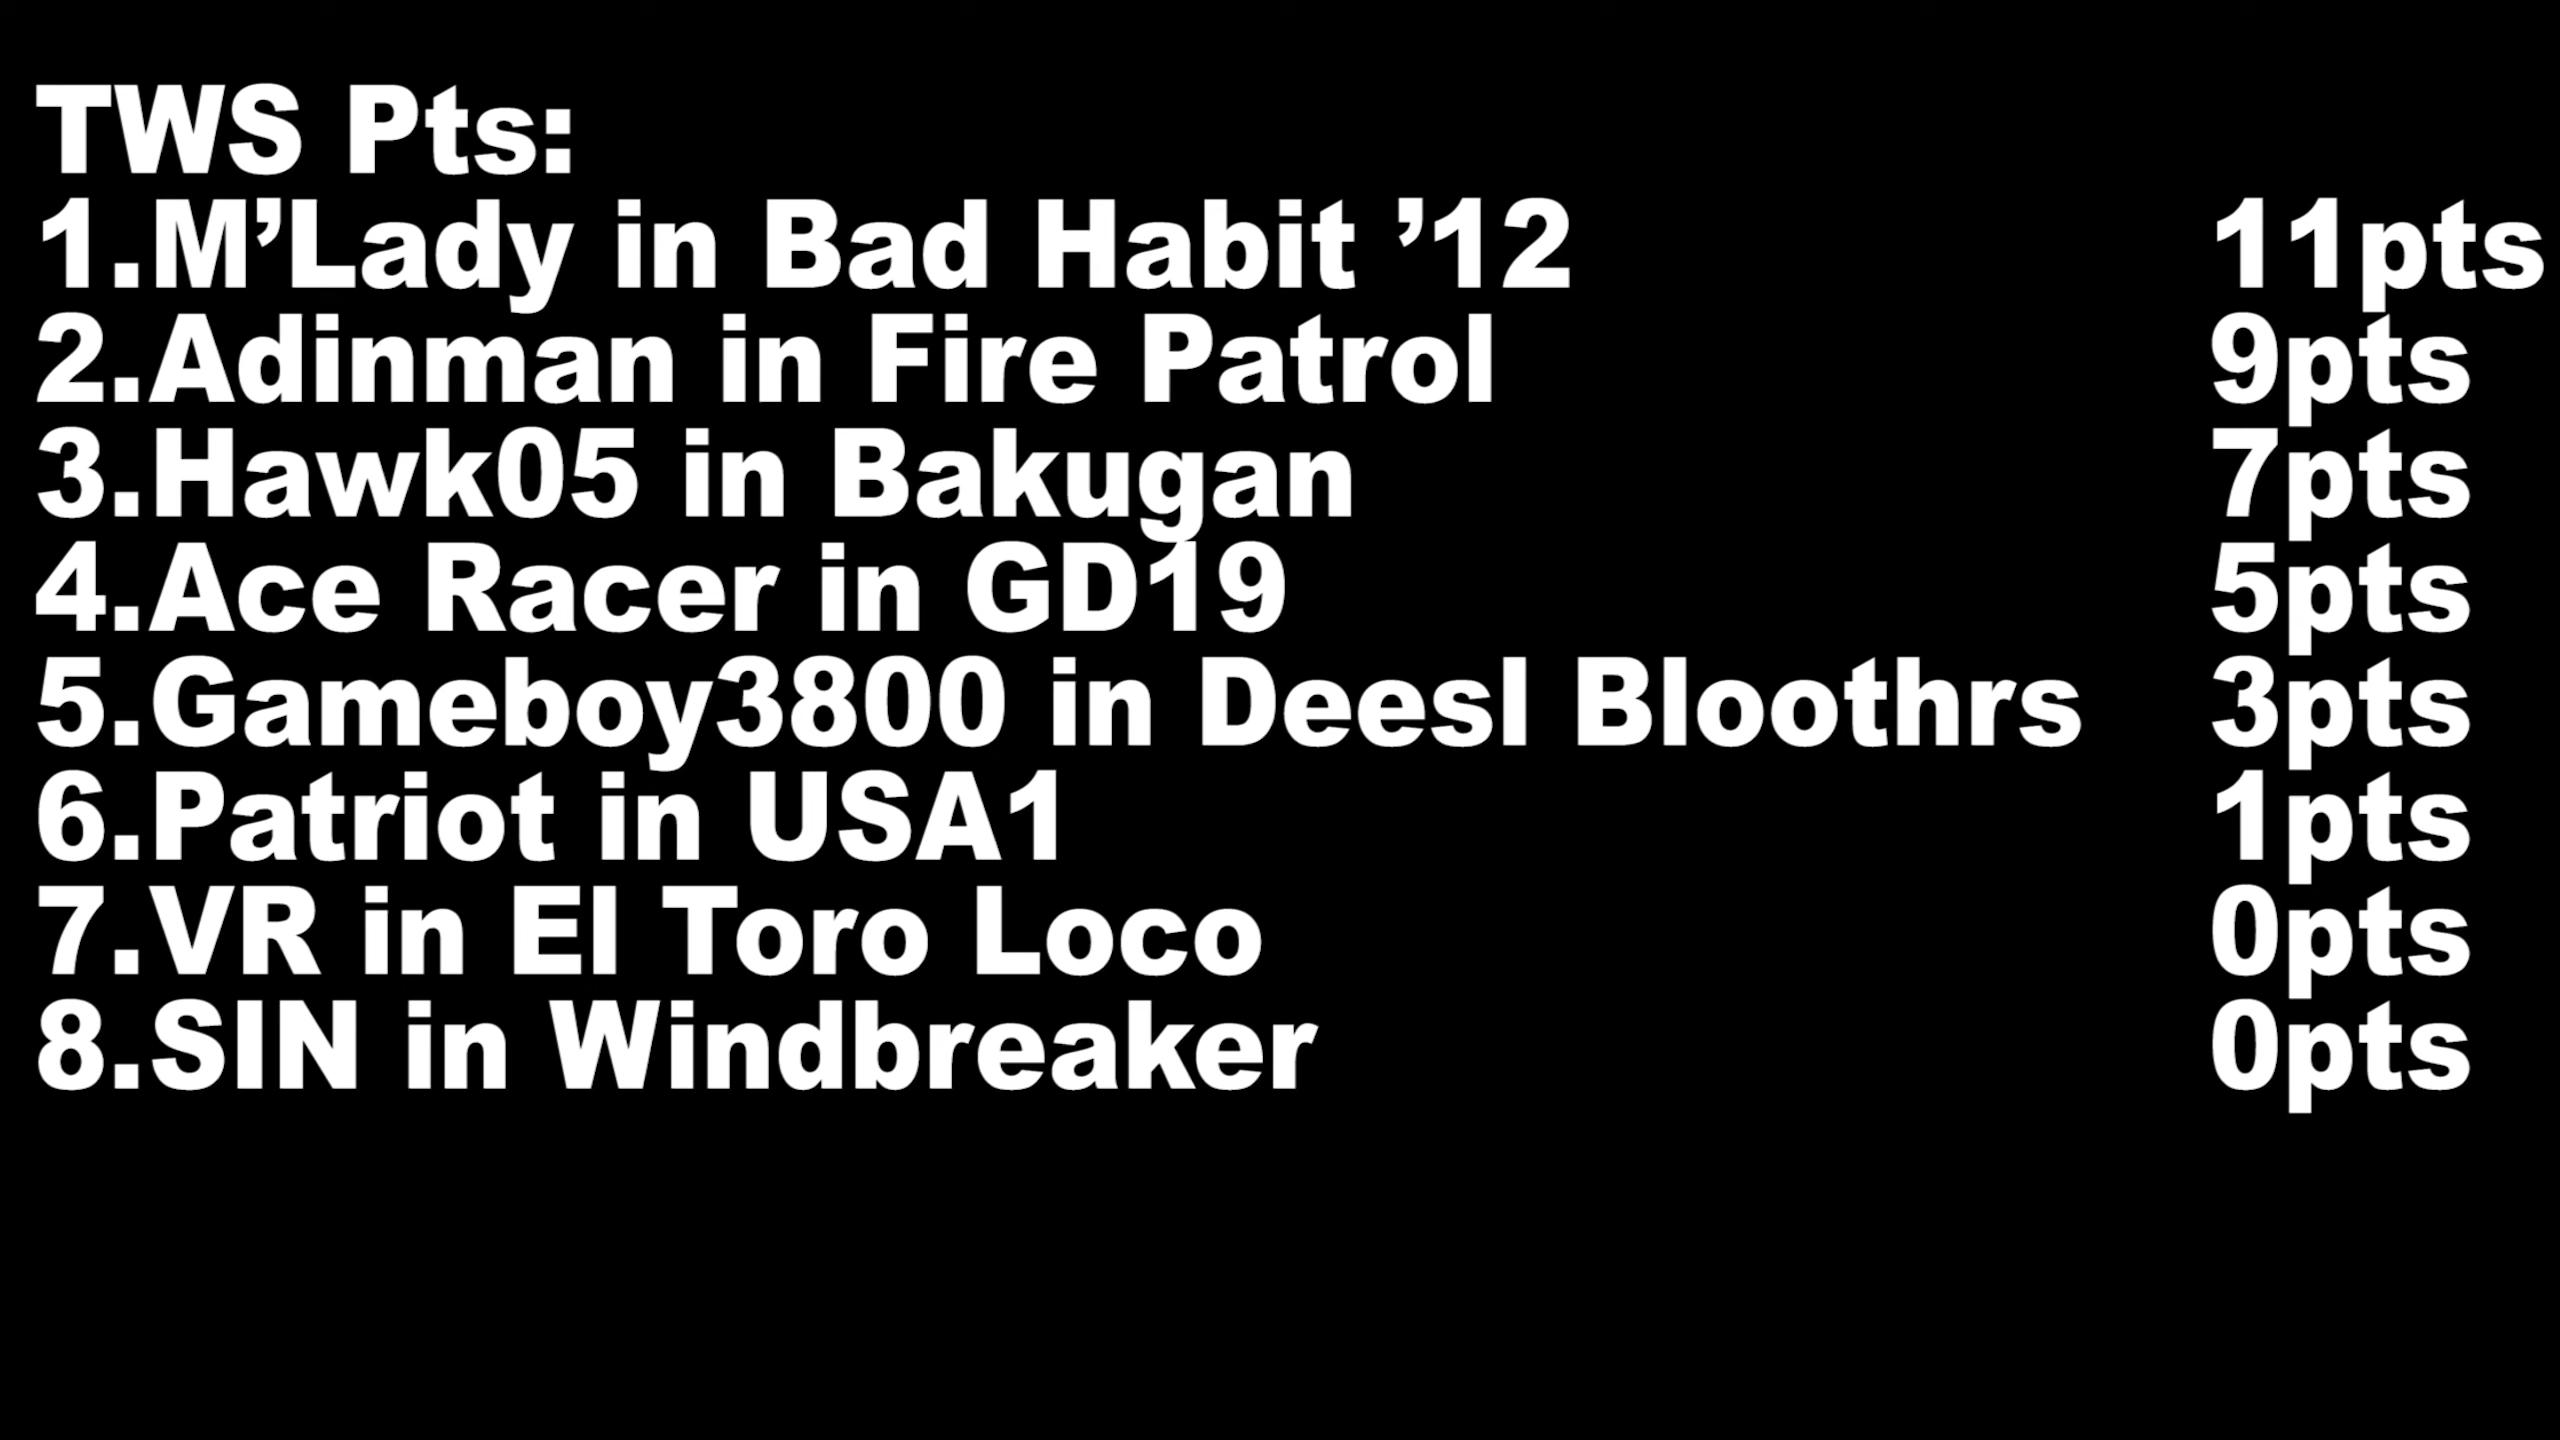 TWS Pts:
1.M’Lady in Bad Habit ’12 11pts
2.Adinman in Fire Patrol 9pts
3.Hawk05 in Bakugan 7pts
4.Ace Racer in GD19 5pts
5.Gameboy3800 in Deesl Bloothrs 3pts
6.Patriot in USA1 1pts
7.VR in El Toro Loco 0pts
8.SIN in Windbreaker 0pts